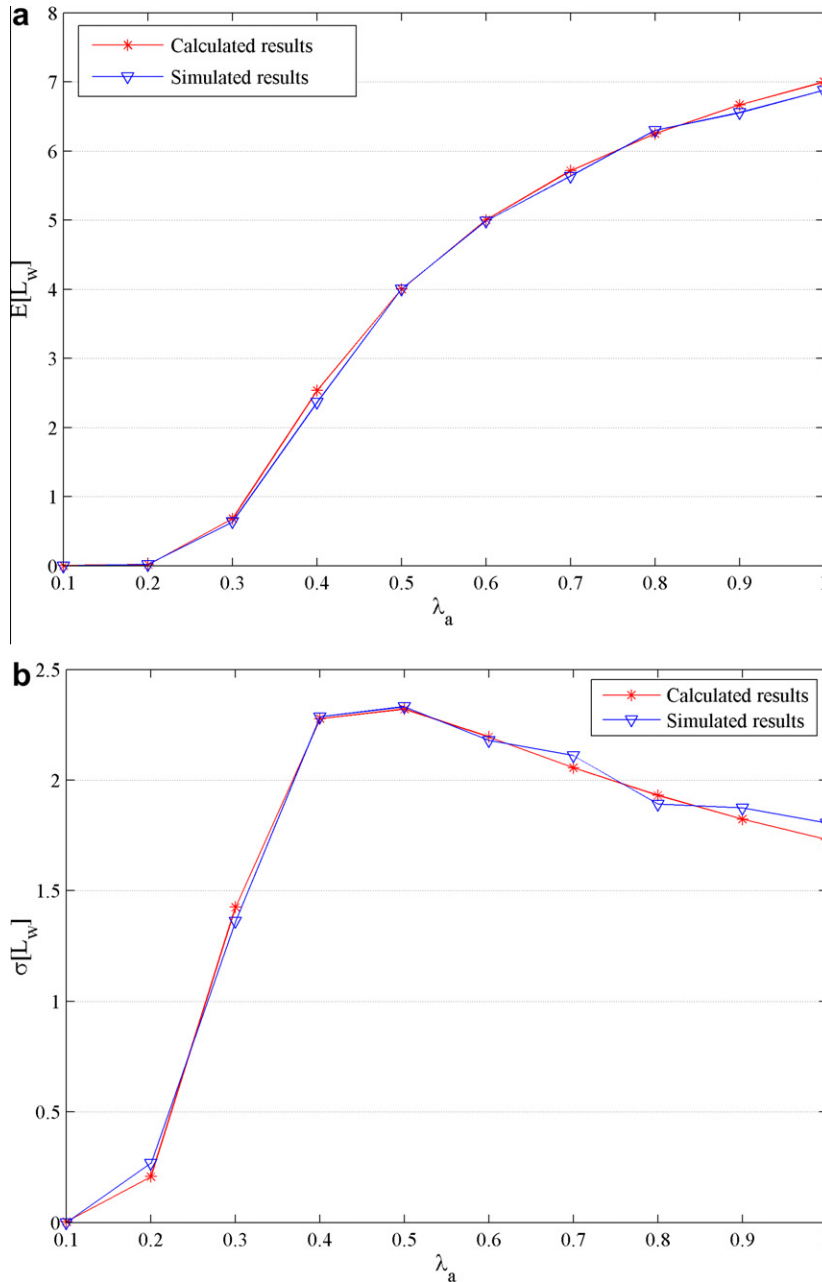 a
8
Calculated results
Simulated results
7
6
5
4
3
2
1
0
E[L_w]
0.1 0.2 0.3 0.4 0.5 0.6 0.7 0.8 0.9 1
λ_a
b
2.5
Calculated results
Simulated results
2
1.5
1
0.5
0
σ[L_w]
0.1 0.2 0.3 0.4 0.5 0.6 0.7 0.8 0.9
λ_a